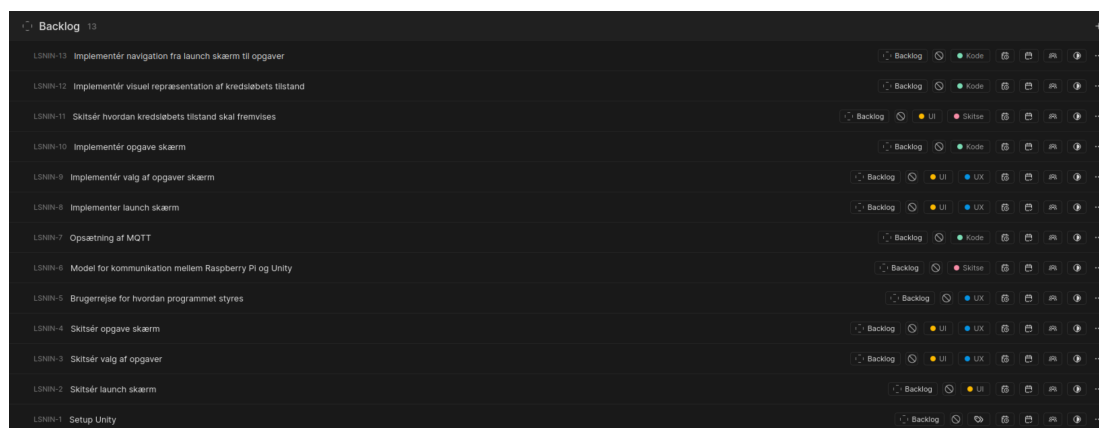 Backlog 13
LSNIN-13 Implementér navigation fra launch skærm til opgaver Backlog Kode
LSNIN-12 Implementér visuel repræsentation af kredsløbets tilstand Backlog Kode
LSNIN-11 Skitsér hvordan kredsløbets tilstand skal fremvises Backlog UI Skitse
LSNIN-10 Implementér opgave skærm Backlog Kode
LSNIN-9 Implementér valg af opgaver skærm Backlog UI UX
LSNIN-8 Implementer launch skærm Backlog UI UX
LSNIN-7 Opsætning af MQTT Backlog Kode
LSNIN-6 Model for kommunikation mellem Raspberry Pi og Unity Backlog Skitse
LSNIN-5 Brugerrejse for hvordan programmet styres Backlog UX
LSNIN-4 Skitsér opgave skærm Backlog UI UX
LSNIN-3 Skitsér valg af opgaver Backlog UI UX
LSNIN-2 Skitsér launch skærm Backlog UI
LSNIN-1 Setup Unity Backlog